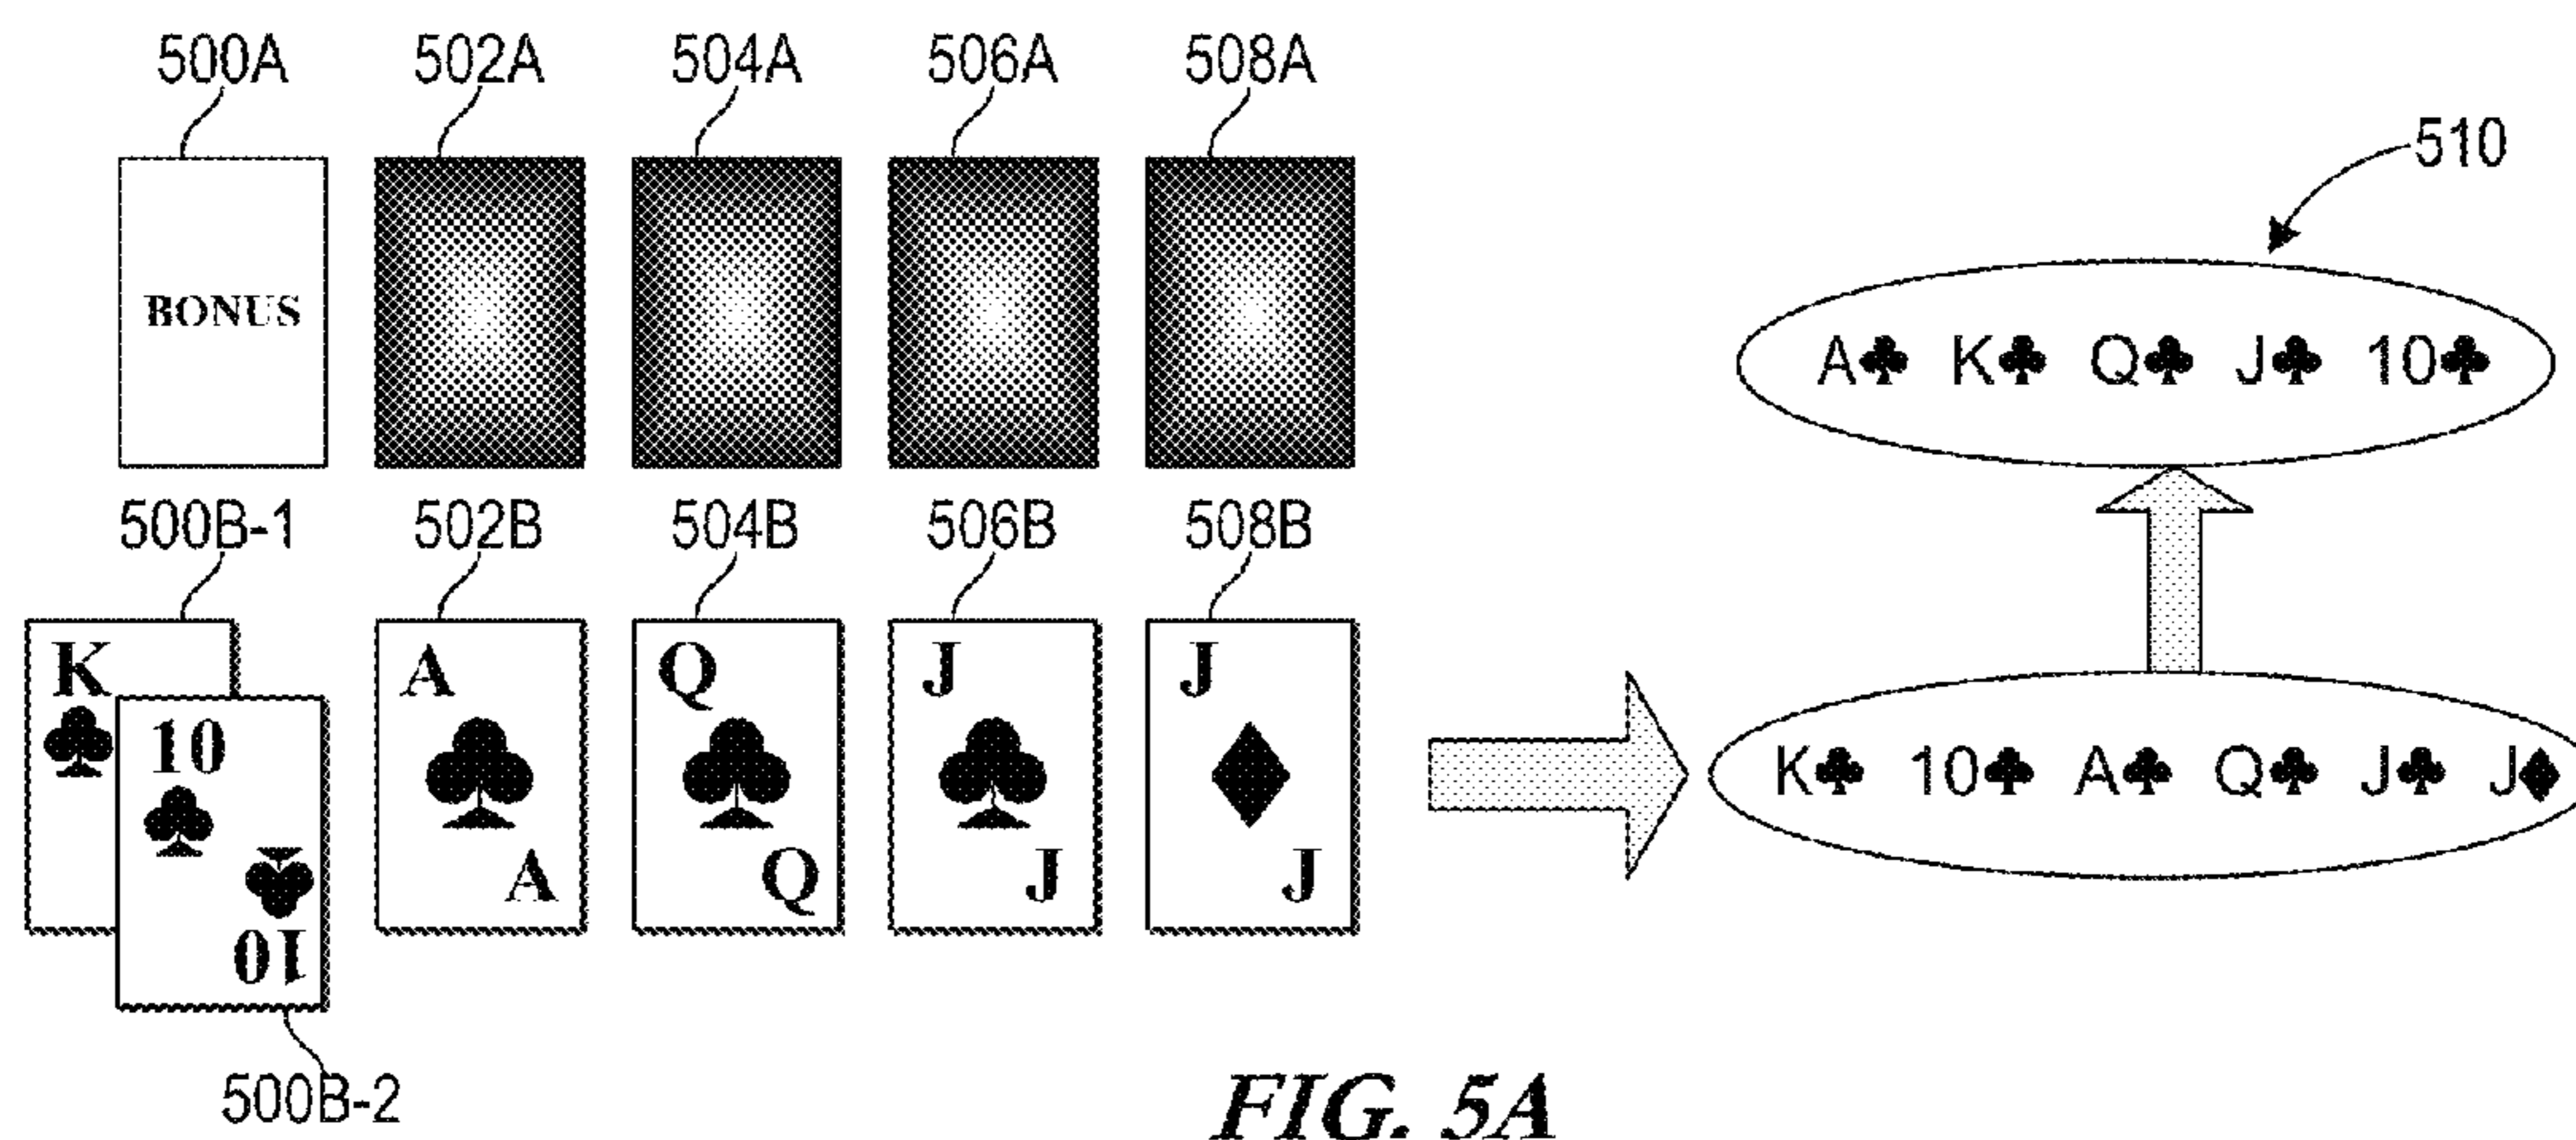 500A 502A 504A 506A 508A
510
BONUS
A♣ K♣ Q♣ J♣ 10♣
500B-1 502B 504B 506B 508B
K A Q J J
10
K♣ 10♣ A♣ Q♣ J♣ J♦
A Q J J
10
500B-2
FIG. 5A